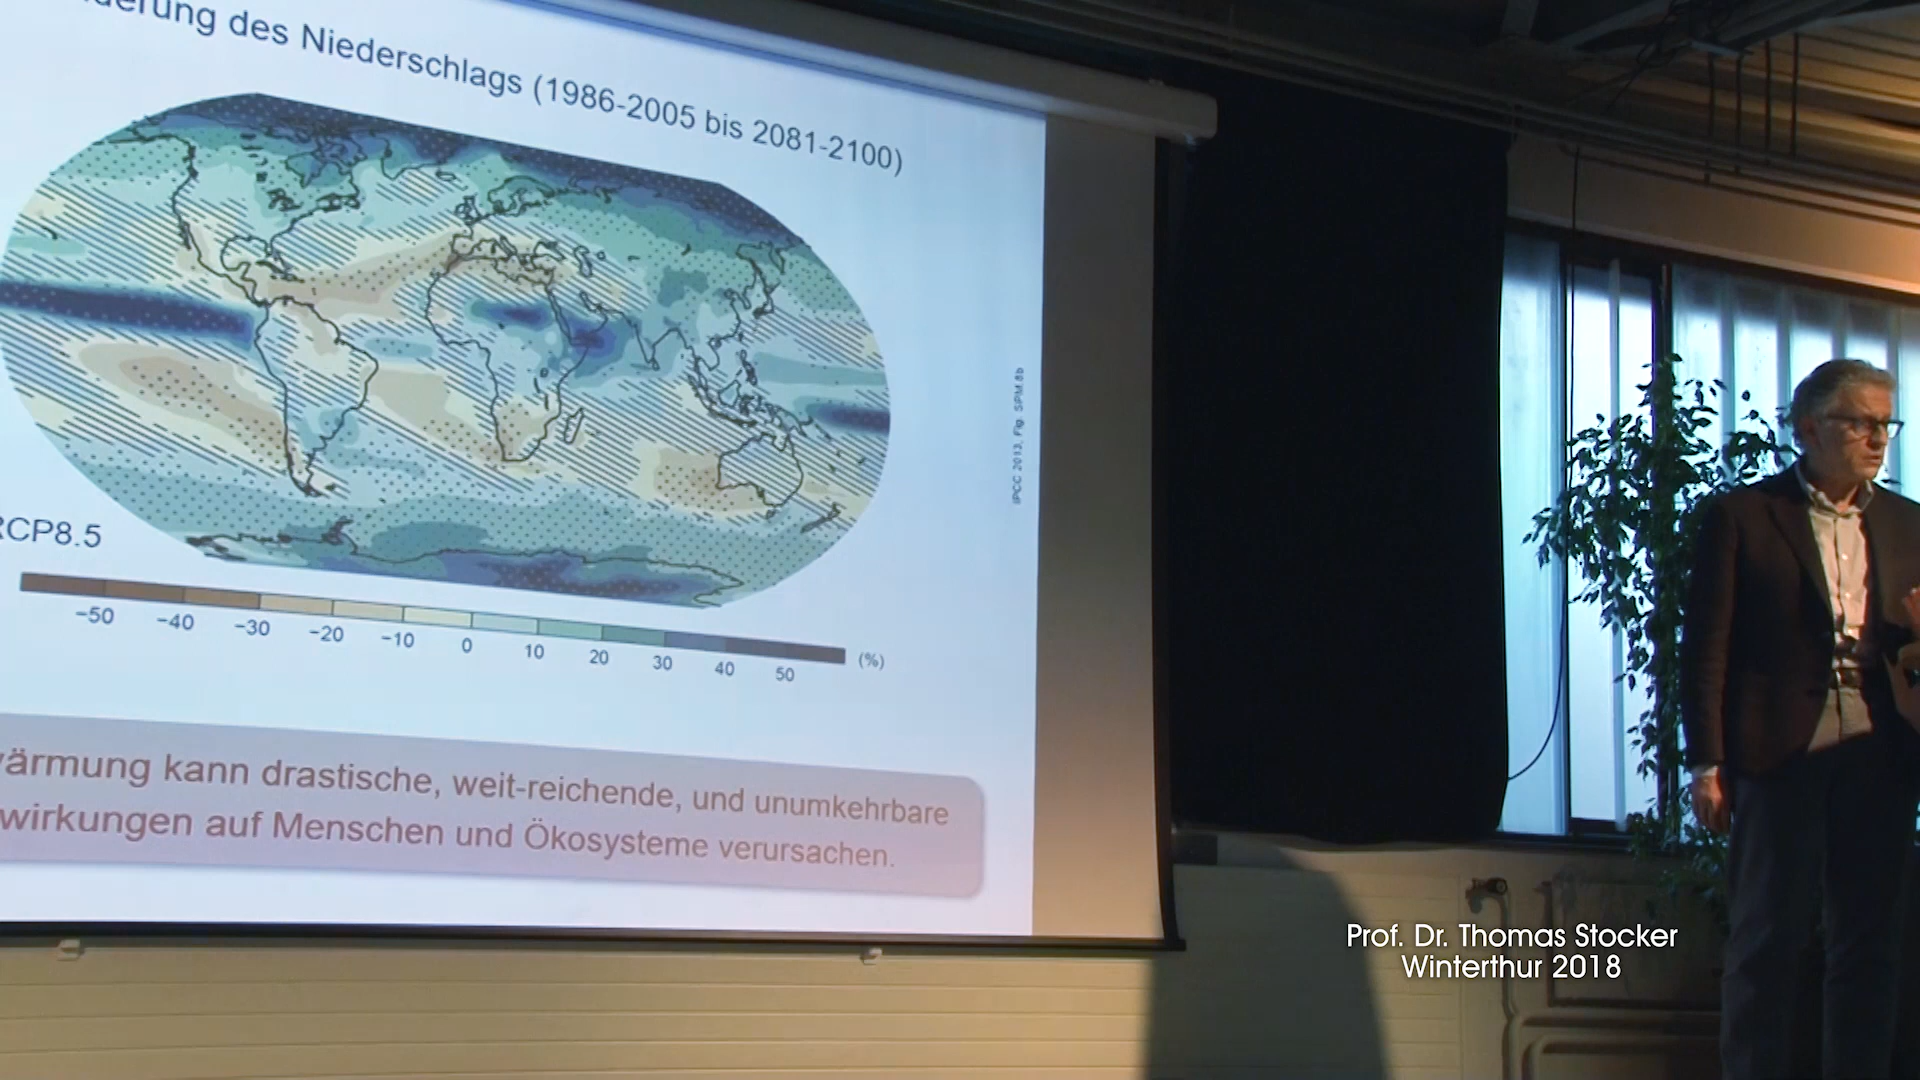 derung des Niederschlags (1986-2005 bis 2081-2100)
IPCC 2013, Fig. SPM.8b
RCP8.5
−50 −40 −30 −20 −10 0 10 20 30 40 50 (%)
wärmung kann drastische, weit-reichende, und unumkehrbare
wirkungen auf Menschen und Ökosysteme verursachen.
Prof. Dr. Thomas Stocker
Winterthur 2018